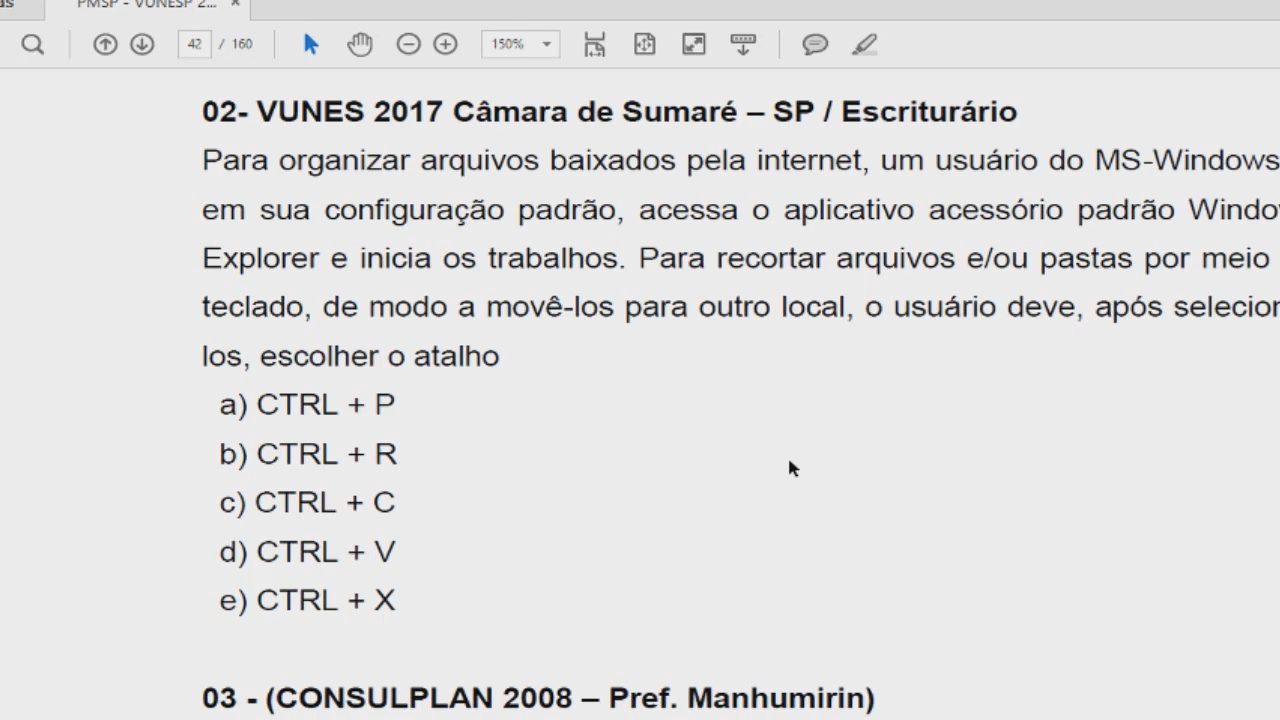 PMSP - VUNESP 2... ×
42 / 160
150%
02- VUNES 2017 Câmara de Sumaré – SP / Escriturário
Para organizar arquivos baixados pela internet, um usuário do MS-Windows
em sua configuração padrão, acessa o aplicativo acessório padrão
Explorer e inicia os trabalhos. Para recortar arquivos e/ou pastas por meio
teclado, de modo a movê-los para outro local, o usuário deve, após
los, escolher o atalho
a) CTRL + P
b) CTRL + R
c) CTRL + C
d) CTRL + V
e) CTRL + X
03 - (CONSULPLAN 2008 – Pref. Manhumirin)